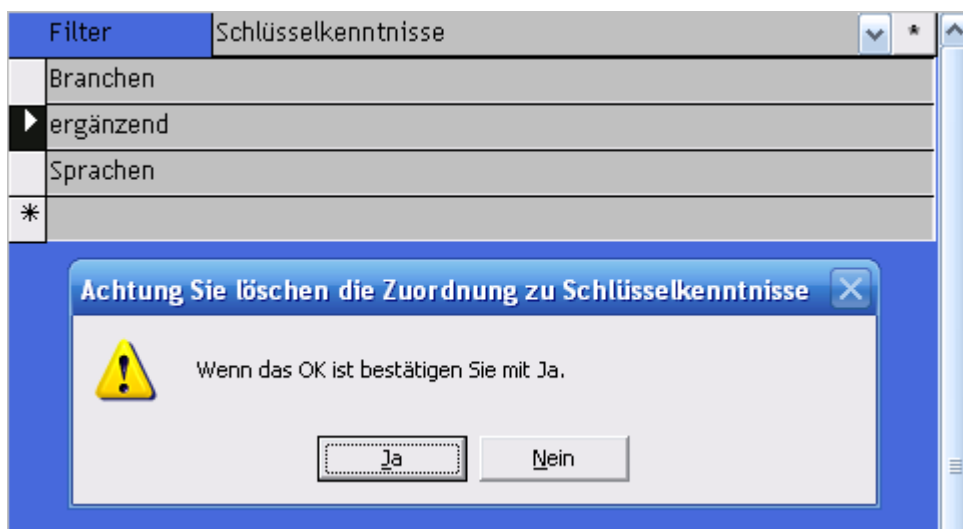 Filter Schlüsselkenntnisse *
Branchen
ergänzend
Sprachen
*
Achtung Sie löschen die Zuordnung zu Schlüsselkenntnisse
Wenn das OK ist bestätigen Sie mit Ja.
Ja Nein